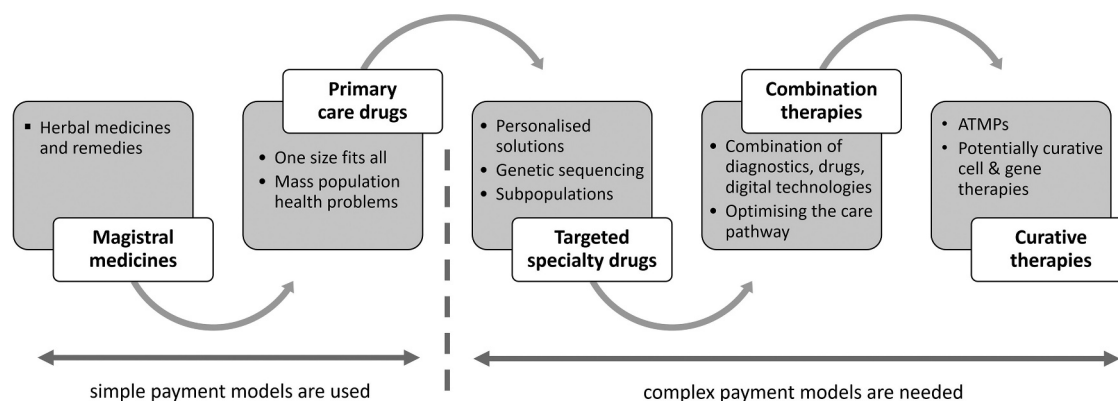 ▪ Herbal medicines
and remedies
Magistral
medicines
Primary
care drugs
• One size fits all
• Mass population
health problems
• Personalised
solutions
• Genetic sequencing
• Subpopulations
Targeted
specialty drugs
Combination
therapies
• Combination of
diagnostics, drugs,
digital technologies
• Optimising the care
pathway
• ATMPs
• Potentially curative
cell & gene
therapies
Curative
therapies
simple payment models are used
complex payment models are needed